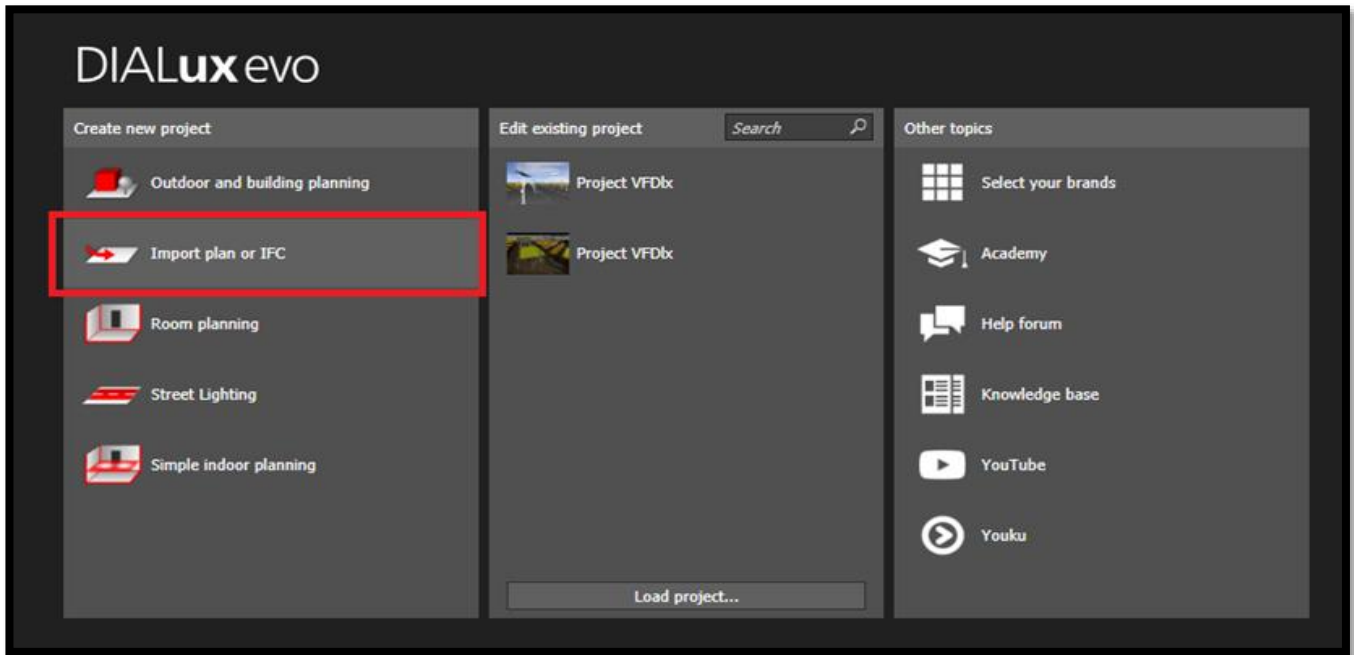 DIALux evo
Create new project
Outdoor and building planning
Import plan or IFC
Room planning
Street Lighting
Simple indoor planning
Edit existing project
Search
Project VFDlx
Project VFDlx
Load project...
Other topics
Select your brands
Academy
Help forum
Knowledge base
YouTube
Youku